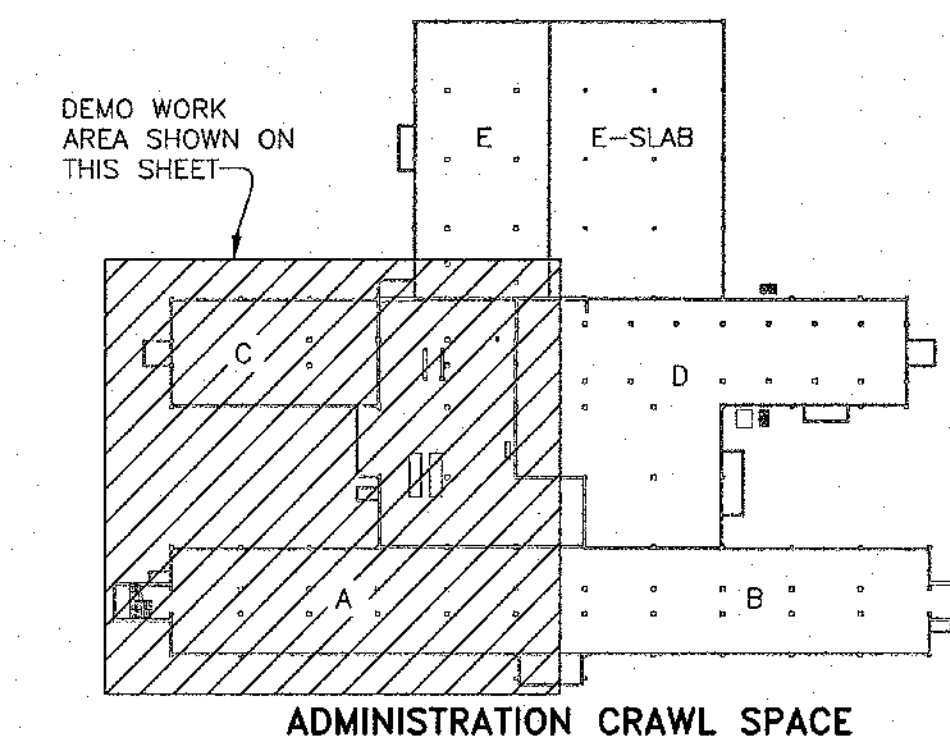 DEMO WORK
AREA SHOWN ON
THIS SHEET
E
E-SLAB
C
D
A
B
ADMINISTRATION CRAWL SPACE